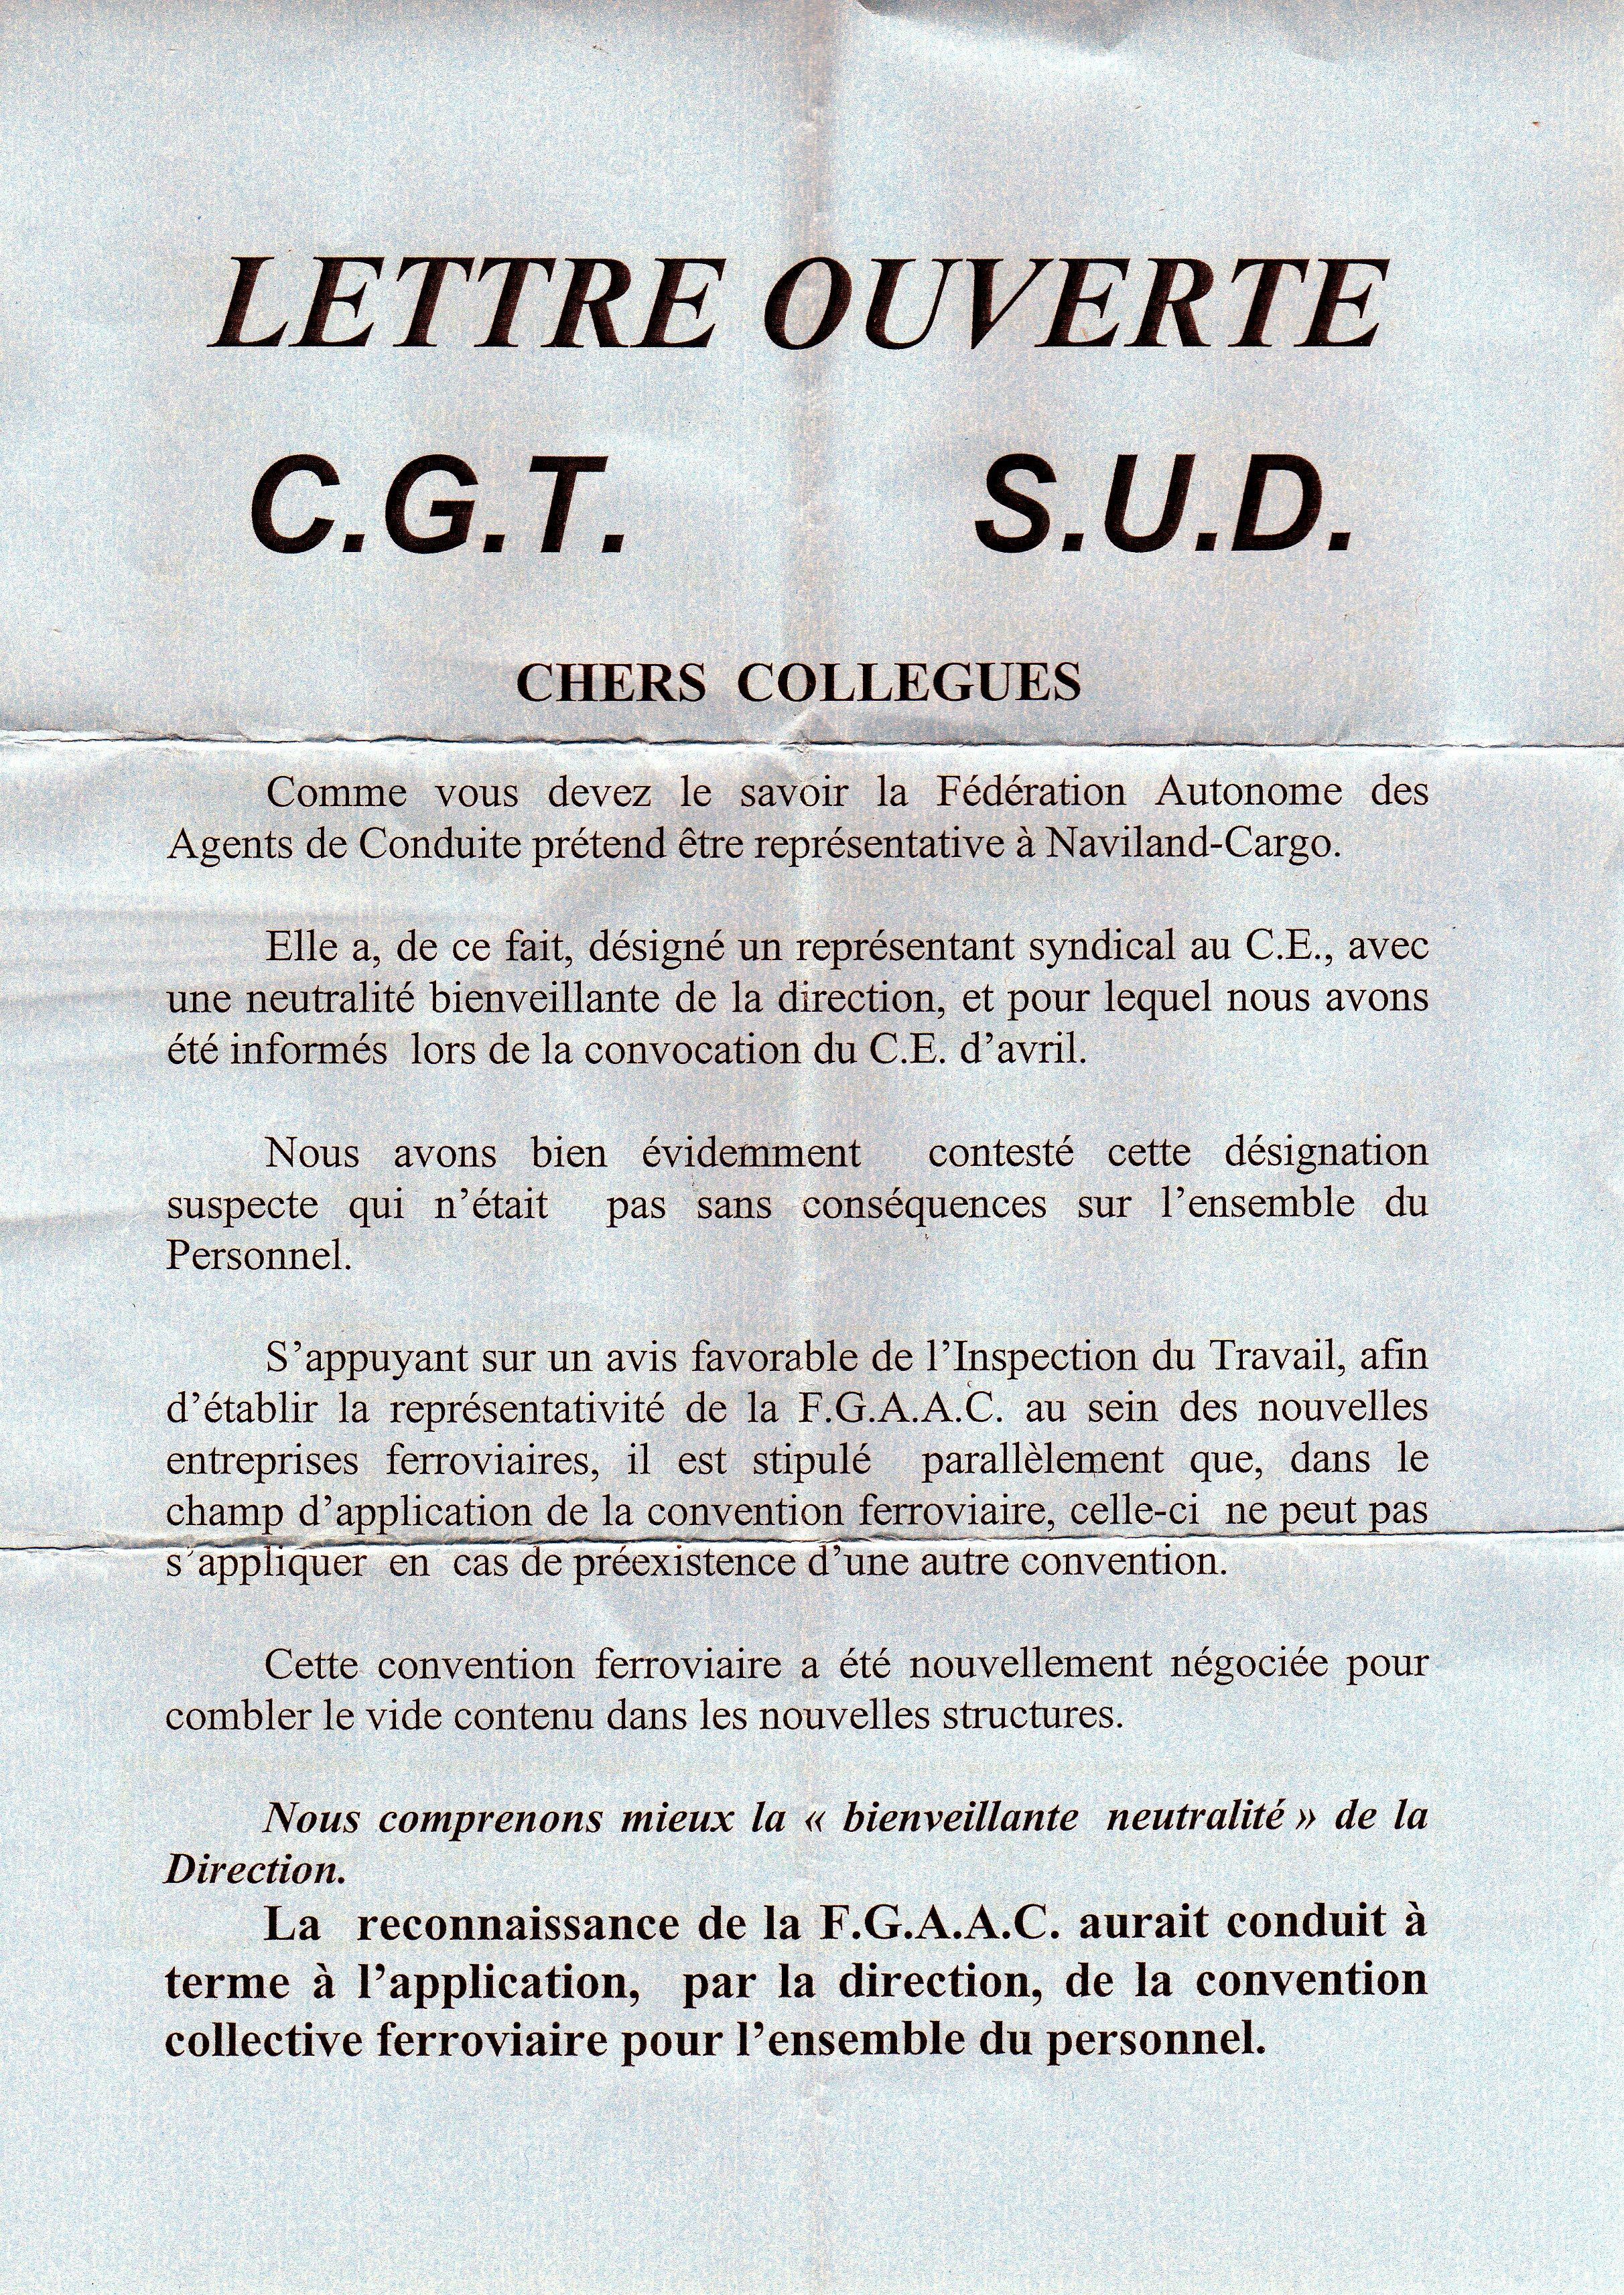 LETTRE OUVERTE
C.G.T. S.U.D.
CHERS COLLEGUES
Comme vous devez le savoir la Fédération Autonome des
Agents de Conduite prétend être représentative à Naviland-Cargo.
Elle a, de ce fait, désigné un représentant syndical au C.E., avec
une neutralité bienveillante de la direction, et pour lequel nous avons
été informés lors de la convocation du C.E. d’avril.
Nous avons bien évidemment contesté cette désignation
suspecte qui n’était pas sans conséquences sur l’ensemble du
Personnel.
S’appuyant sur un avis favorable de l’Inspection du Travail, afin
d’établir la représentativité de la F.G.A.A.C. au sein des nouvelles
entreprises ferroviaires, il est stipulé parallèlement que, dans le
champ d’application de la convention ferroviaire, celle-ci ne peut pas
s’appliquer en cas de préexistence d’une autre convention.
Cette convention ferroviaire a été nouvellement négociée pour
combler le vide contenu dans les nouvelles structures.
Nous comprenons mieux la « bienveillante neutralité » de la
Direction.
La reconnaissance de la F.G.A.A.C. aurait conduit à
terme à l’application, par la direction, de la convention
collective ferroviaire pour l’ensemble du personnel.